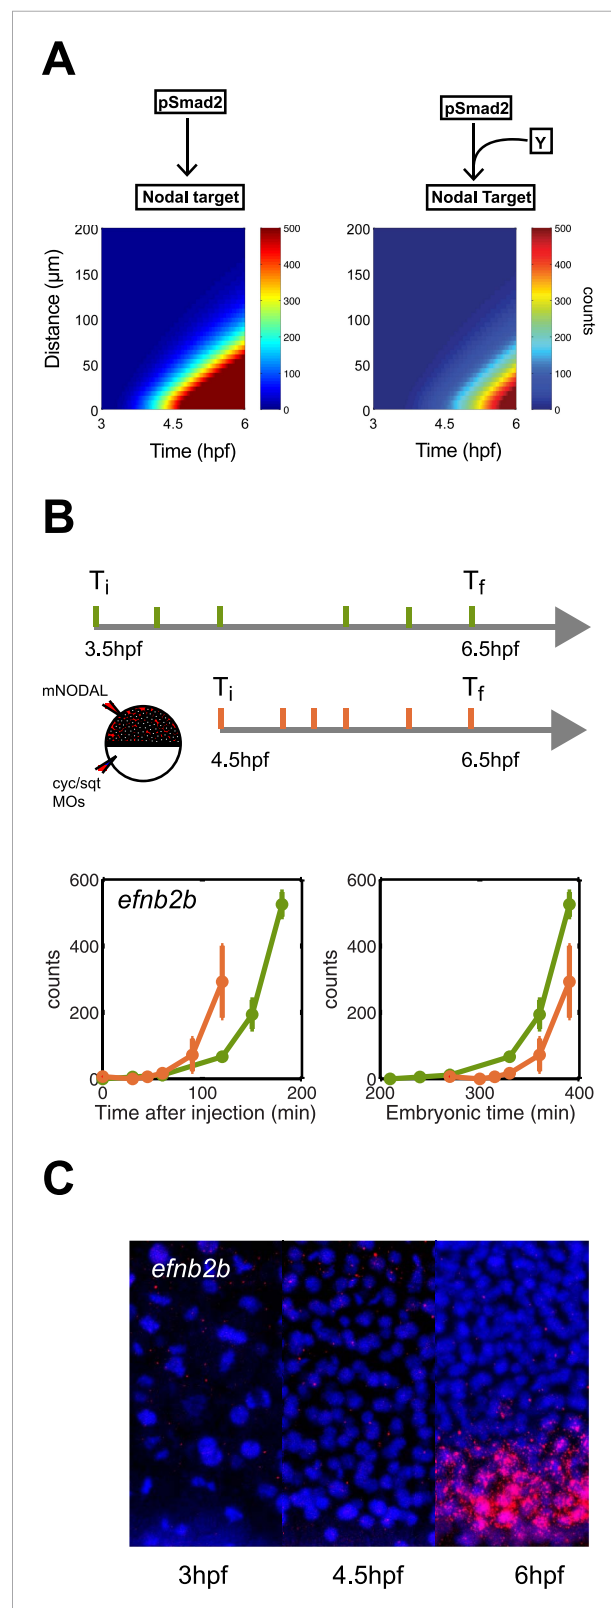 A
pSmad2
pSmad2
Y
Nodal target
Nodal Target
Distance (μm)
200
150
100
50
0
3
4.5
6
Time (hpf)
500
400
300
200
100
0
200
150
100
50
0
3
4.5
6
Time (hpf)
500
400
300
200
100
0
counts
B
Ti
Tf
3.5hpf
6.5hpf
mNODAL
cyc/sqt
MOs
Ti
Tf
4.5hpf
6.5hpf
efnb2b
counts
600
400
200
0
0
100
200
Time after injection (min)
counts
600
400
200
0
200
300
400
Embryonic time (min)
C
efnb2b
3hpf
4.5hpf
6hpf